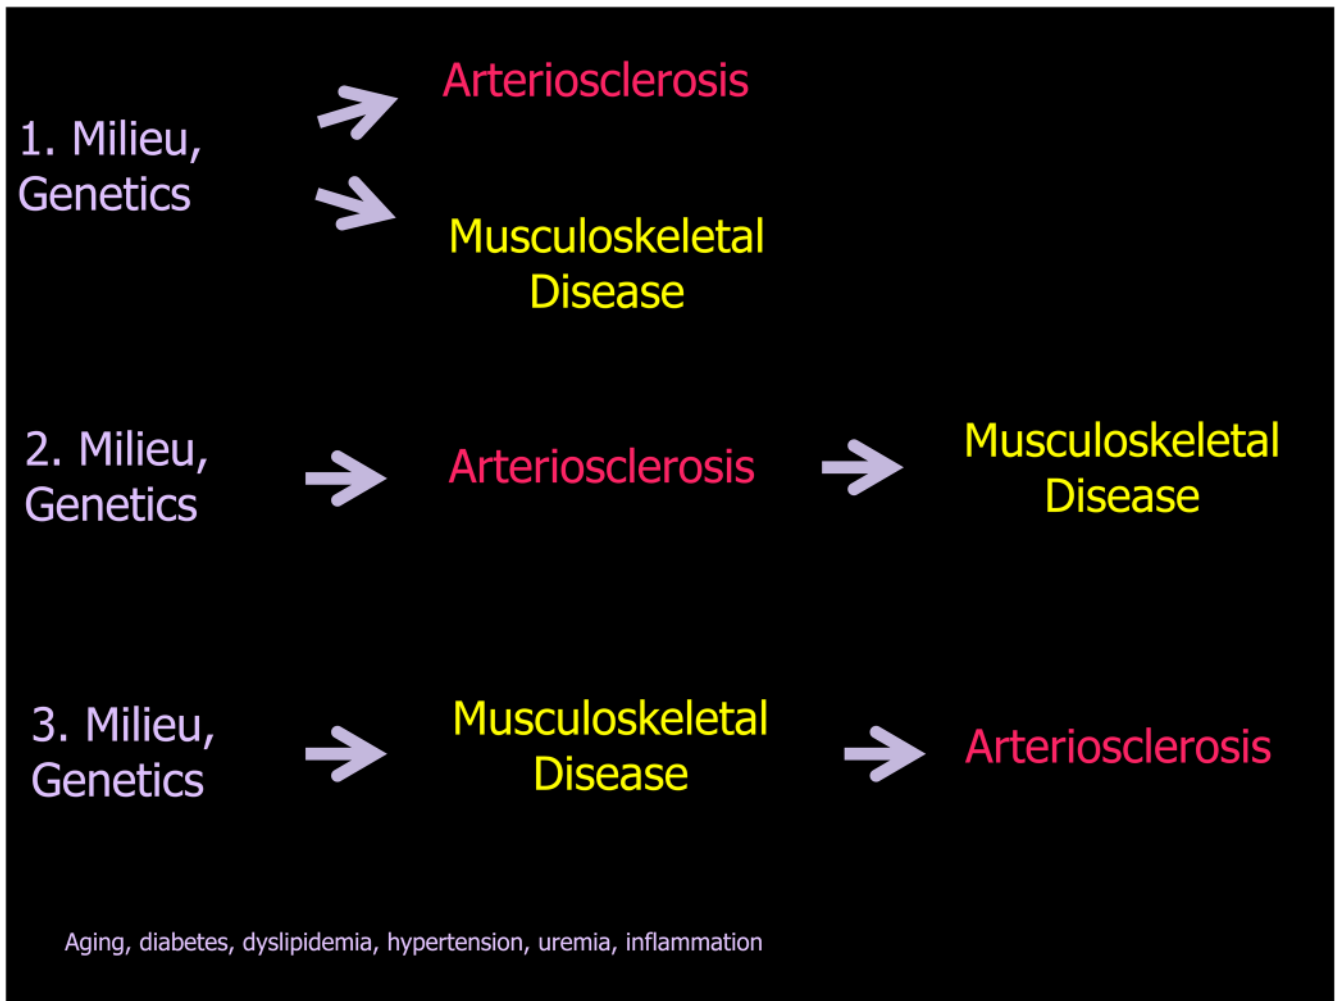 Arteriosclerosis
1. Milieu,
Genetics
Musculoskeletal
Disease
2. Milieu,
Genetics
Arteriosclerosis
Musculoskeletal
Disease
3. Milieu,
Genetics
Musculoskeletal
Disease
Arteriosclerosis
Aging, diabetes, dyslipidemia, hypertension, uremia, inflammation